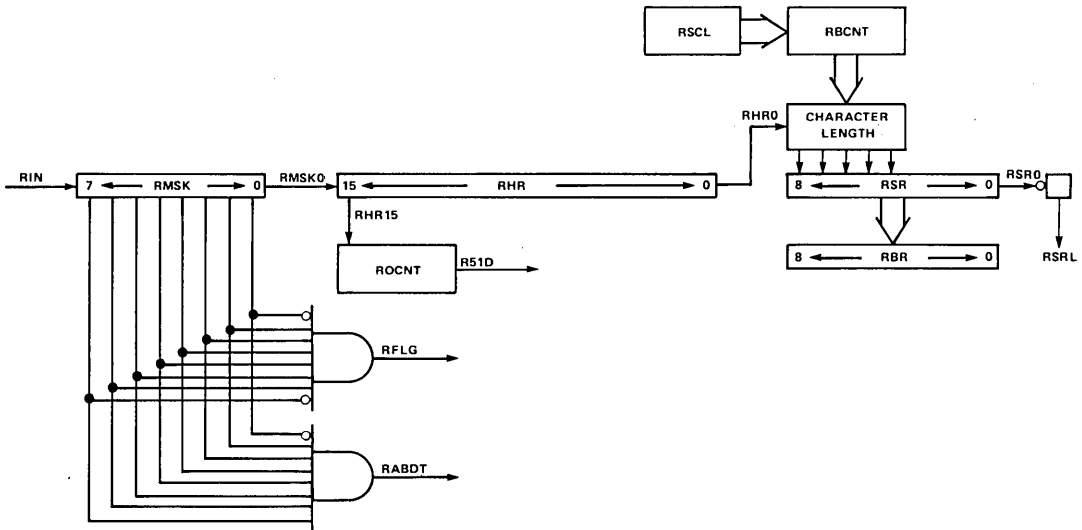 RSCL
RBCNT
RHR0
CHARACTER
LENGTH
RIN
7 RMSK 0
RMSK0
15 RHR 0
8 RSR 0
RSR0
RHR15
ROCNT
R51D
8 RBR 0
RSRL
RFLG
RABDT